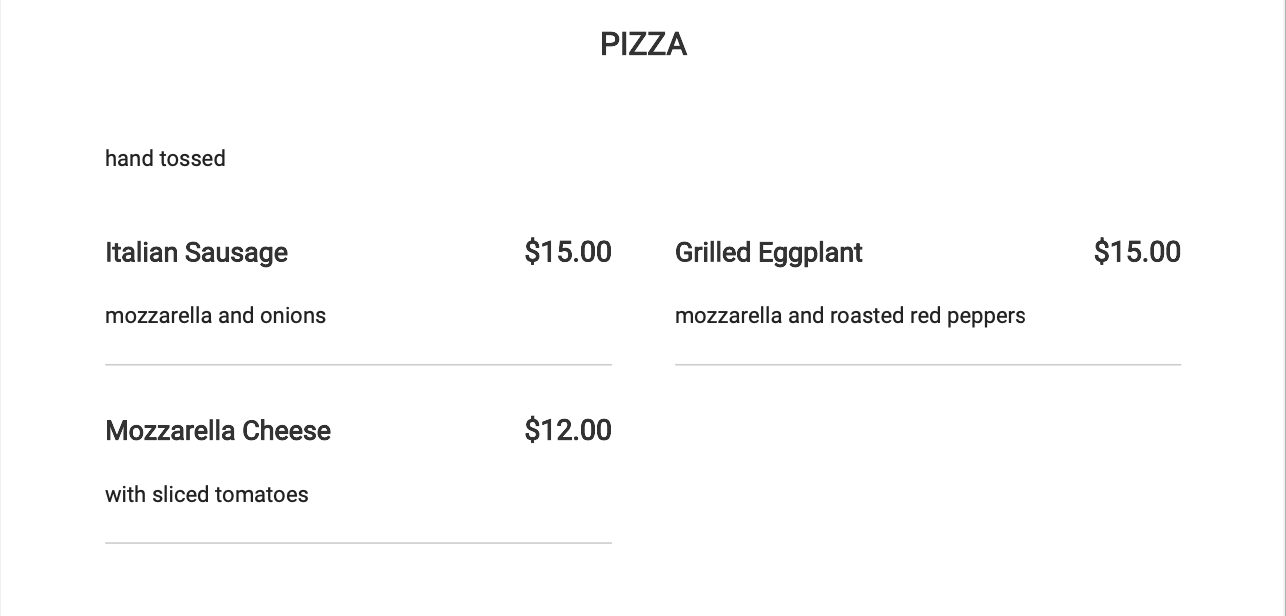 PIZZA
hand tossed
Italian Sausage $15.00
mozzarella and onions
Grilled Eggplant $15.00
mozzarella and roasted red peppers
Mozzarella Cheese $12.00
with sliced tomatoes